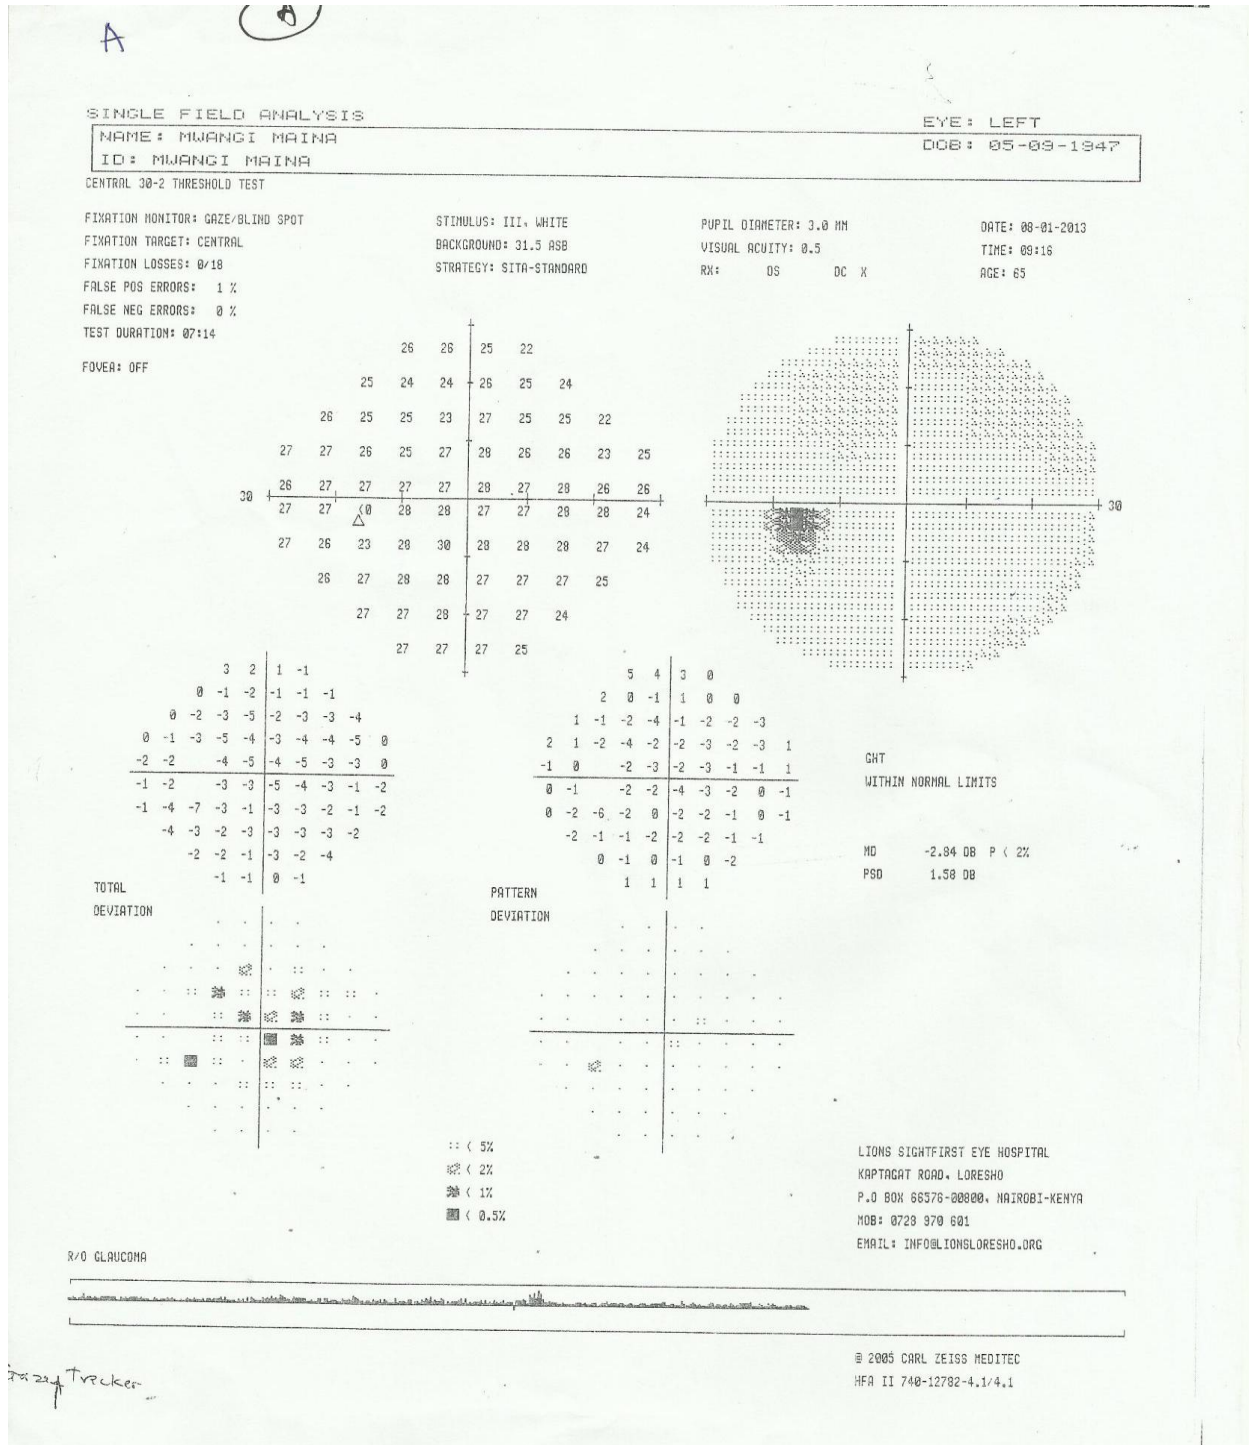 A
A
SINGLE FIELD ANALYSIS
EYE: LEFT
NAME: MWANGI MAINA
DOB: 05-09-1947
ID: MWANGI MAINA
CENTRAL 30-2 THRESHOLD TEST
FIXATION MONITOR: GAZE/BLIND SPOT
FIXATION TARGET: CENTRAL
FIXATION LOSSES: 0/18
FALSE POS ERRORS: 1 %
FALSE NEG ERRORS: 0 %
TEST DURATION: 07:14
FOVEA: OFF
STIMULUS: III, WHITE
BACKGROUND: 31.5 ASB
STRATEGY: SITA-STANDARD
PUPIL DIAMETER: 3.0 MM
VISUAL ACUITY: 0.5
RX: DS DC X
DATE: 08-01-2013
TIME: 09:16
AGE: 65
26 26 25 22
25 24 24 26 25 24
26 25 25 23 27 25 25 22
27 27 26 25 27 28 26 26 23 25
30 26 27 27 27 27 28 27 28 26 26
27 27 <0 28 28 27 27 28 28 24
27 26 23 28 30 28 28 28 27 24
26 27 28 28 27 27 27 25
27 27 28 27 27 24
27 27 27 25
30
3 2 1 -1
0 -1 -2 -1 -1 -1
0 -2 -3 -5 -2 -3 -3 -4
0 -1 -3 -5 -4 -3 -4 -4 -5 0
-2 -2 -4 -5 -4 -5 -3 -3 0
-1 -2 -3 -3 -5 -4 -3 -1 -2
-1 -4 -7 -3 -1 -3 -3 -2 -1 -2
-4 -3 -2 -3 -3 -3 -3 -2
-2 -2 -1 -3 -2 -4
-1 -1 0 -1
TOTAL
DEVIATION
5 4 3 0
2 0 -1 1 0 0
1 -1 -2 -4 -1 -2 -2 -3
2 1 -2 -4 -2 -2 -3 -2 -3 1
-1 0 -2 -3 -2 -3 -1 -1 1
0 -1 -2 -2 -4 -3 -2 0 -1
0 -2 -6 -2 0 -2 -2 -1 0 -1
-2 -1 -1 -2 -2 -2 -1 -1
0 -1 0 -1 0 -2
1 1 1 1
PATTERN
DEVIATION
GHT
WITHIN NORMAL LIMITS
MD -2.84 DB P < 2%
PSD 1.58 DB
< 5%
< 2%
< 1%
< 0.5%
LIONS SIGHTFIRST EYE HOSPITAL
KAPTAGAT ROAD, LORESHO
P.O BOX 66576-00800, NAIROBI-KENYA
MOB: 0728 970 601
EMAIL: INFO@LIONSLORESHO.ORG
R/O GLAUCOMA
© 2005 CARL ZEISS MEDITEC
HFA II 740-12782-4.1/4.1
Trecker